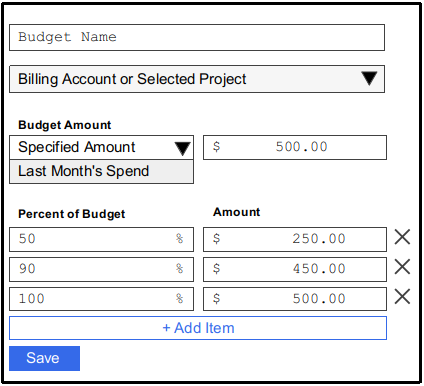 Budget Name
Billing Account or Selected Project
Budget Amount
Specified Amount $ 500.00
Last Month's Spend
Percent of Budget Amount
50 % $ 250.00
90 % $ 450.00
100 % $ 500.00
+ Add Item
Save